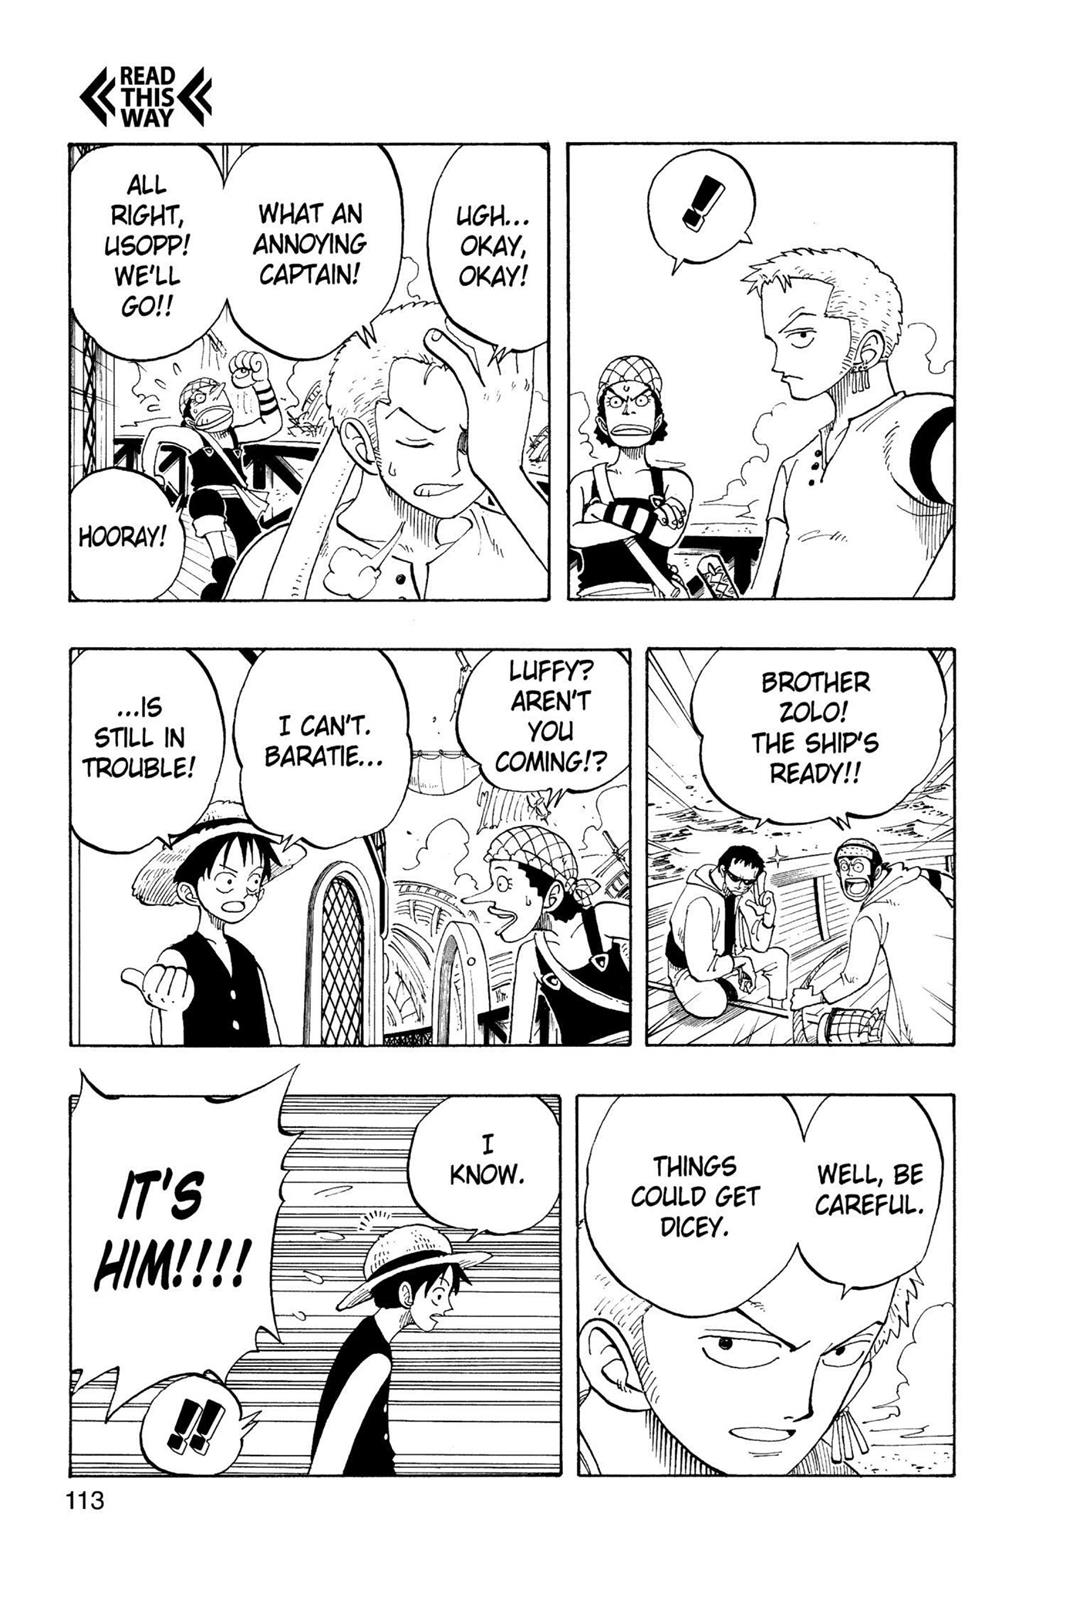 READ
THIS
WAY
!
UGH...
OKAY,
OKAY!
WHAT AN
ANNOYING
CAPTAIN!
ALL
RIGHT,
USOPP!
WE'LL
GO!!
HOORAY!
BROTHER
ZOLO!
THE SHIP'S
READY!!
LUFFY?
AREN'T
YOU
COMING!?
I CAN'T.
BARATIE...
...IS
STILL IN
TROUBLE!
WELL, BE
CAREFUL.
THINGS
COULD GET
DICEY.
I
KNOW.
IT'S
HIM!!!!
!!
113